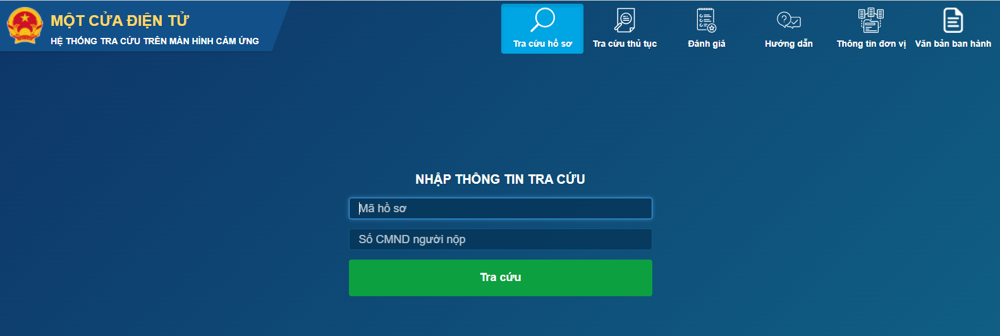 MỘT CỬA ĐIỆN TỬ
HỆ THỐNG TRA CỨU TRÊN MÀN HÌNH CẢM ỨNG
Tra cứu hồ sơ
Tra cứu thủ tục
Đánh giá
Hướng dẫn
Thông tin đơn vị
Văn bản ban hành
NHẬP THÔNG TIN TRA CỨU
Mã hồ sơ
Số CMND người nộp
Tra cứu